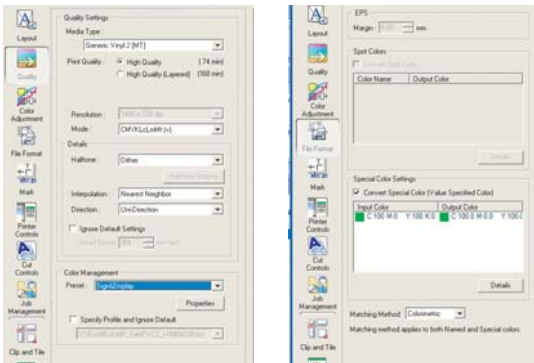 Layout
Quality
Color
Adjustment
File Format
Mark
Printer
Controls
Cut
Controls
Job
Management
Clip and Tile
Quality Settings
Media Type :
Generic Vinyl 2 [MT]
Print Quality : High Quality (74 min)
High Quality (Layered) (160 min)
Resolution :
Mode : CMYKLcLmMt (v)
Details
Halftone : Dither
Halftone Options
Interpolation : Nearest Neighbor
Direction : Uni-Direction
Ignore Default Settings
Color Management
Preset : Sign&Display
Properties
Specify Profile and Ignore Default
Layout
Quality
Color
Adjustment
File Format
Mark
Printer
Controls
Cut
Controls
Job
Management
Clip and Tile
EPS
Margin : mm
Spot Colors
Convert Spot Color
Color Name Output Color
Details
Special Color Settings
Convert Special Color (Value Specified Color)
Input Color Output Color
C:100 M:0 Y:100 K:0 C:100.0 M:0.0 Y:100.0
Details
Matching Method : Colorimetric
Matching method applies to both Named and Special colors.